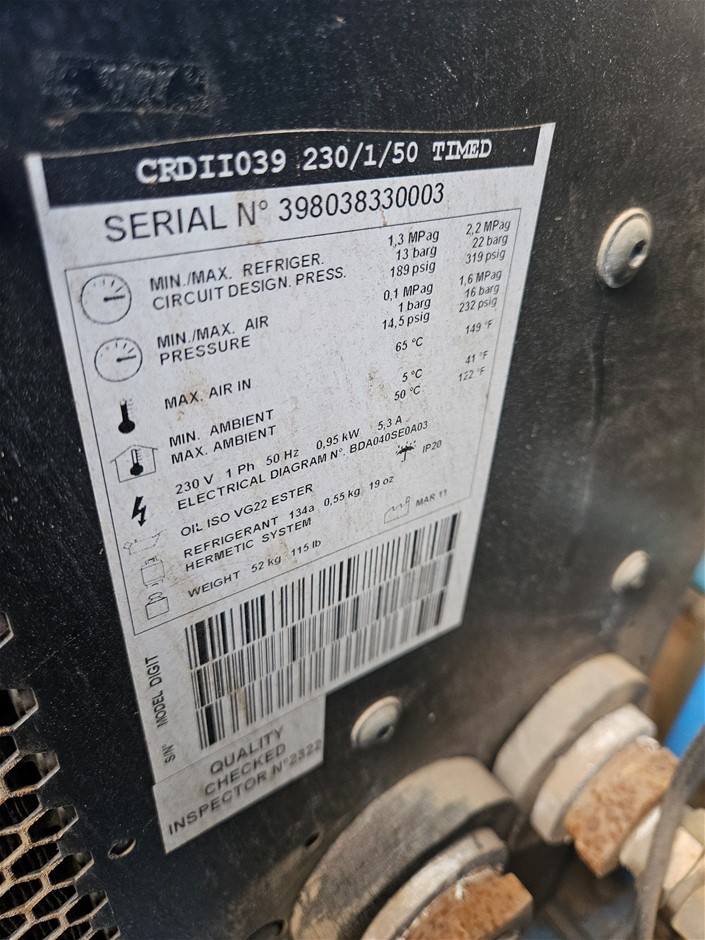 CRDII039 230/1/50 TIMED
SERIAL N° 398038330003
MIN./MAX. REFRIGER. 1,3 MPag 2,2 MPag
CIRCUIT DESIGN. PRESS. 13 barg 22 barg
189 psig 319 psig
MIN./MAX. AIR 0,1 MPag 1,6 MPag
PRESSURE 1 barg 16 barg
14,5 psig 232 psig
MAX. AIR IN 65 °C 149 °F
MIN. AMBIENT 5 °C 41 °F
MAX. AMBIENT 50 °C 122 °F
230 V 1 Ph 50 Hz 0,95 kW 5,3 A
ELECTRICAL DIAGRAM N°. BDA040SE0A03
OIL ISO VG22 ESTER IP20
REFRIGERANT 134a 0,55 kg 19 oz
HERMETIC SYSTEM
WEIGHT 52 kg 115 lb MAR 11
S/N° MODEL DIGIT
QUALITY
CHECKED
INSPECTOR N°2322